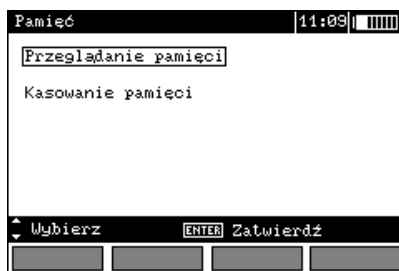 Pamięć 11:09
Przeglądanie pamięci
Kasowanie pamięci
Wybierz ENTER Zatwierdź